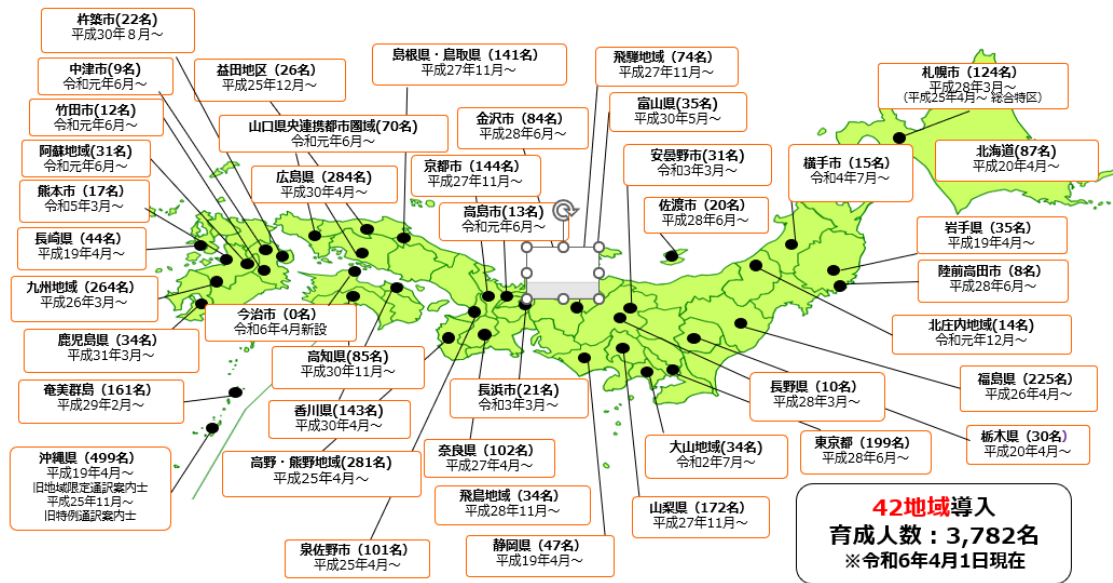 杵築市(22名)
平成30年８月～
中津市(9名)
令和元年6月～
竹田市(12名)
令和元年6月～
阿蘇地域(31名)
令和元年6月～
熊本市（17名）
令和5年3月～
長崎県（44名）
平成19年4月～
九州地域（264名）
平成26年3月～
鹿児島県（34名）
平成31年3月～
奄美群島（161名）
平成29年2月～
沖縄県（499名）
平成19年4月～
旧地域限定通訳案内士
平成25年11月～
旧特例通訳案内士
益田地区（26名）
平成25年12月～
山口県央連携都市圏域(70名)
令和元年6月～
広島県（284名）
平成30年4月～
島根県・鳥取県（141名）
平成27年11月～
金沢市（84名）
平成28年6月～
京都市（144名）
平成27年11月～
高島市(13名)
令和元年6月～
飛騨地域（74名）
平成27年11月～
富山県(35名)
平成30年5月～
安曇野市(31名)
令和3年3月～
佐渡市（20名）
平成28年6月～
札幌市（124名）
平成28年3月～
（平成25年4月～ 総合特区）
北海道(87名)
平成20年4月～
横手市（15名）
令和4年7月～
岩手県（35名）
平成19年4月～
陸前高田市（8名）
平成28年6月～
北庄内地域(14名)
令和元年12月～
福島県（225名）
平成26年4月～
栃木県（30名）
平成20年4月～
今治市（0名）
令和6年4月新設
高知県(85名)
平成30年11月～
香川県(143名)
平成30年4月～
高野・熊野地域(281名)
平成25年4月～
泉佐野市（101名）
平成25年4月～
長浜市(21名)
令和3年3月～
奈良県（102名）
平成27年4月～
飛鳥地域（34名）
平成28年11月～
静岡県（47名）
平成19年4月～
長野県（10名）
平成28年3月～
大山地域(34名)
令和2年7月～
東京都（199名）
平成28年6月～
山梨県（172名）
平成27年11月～
42地域導入
育成人数：3,782名
※令和6年4月1日現在